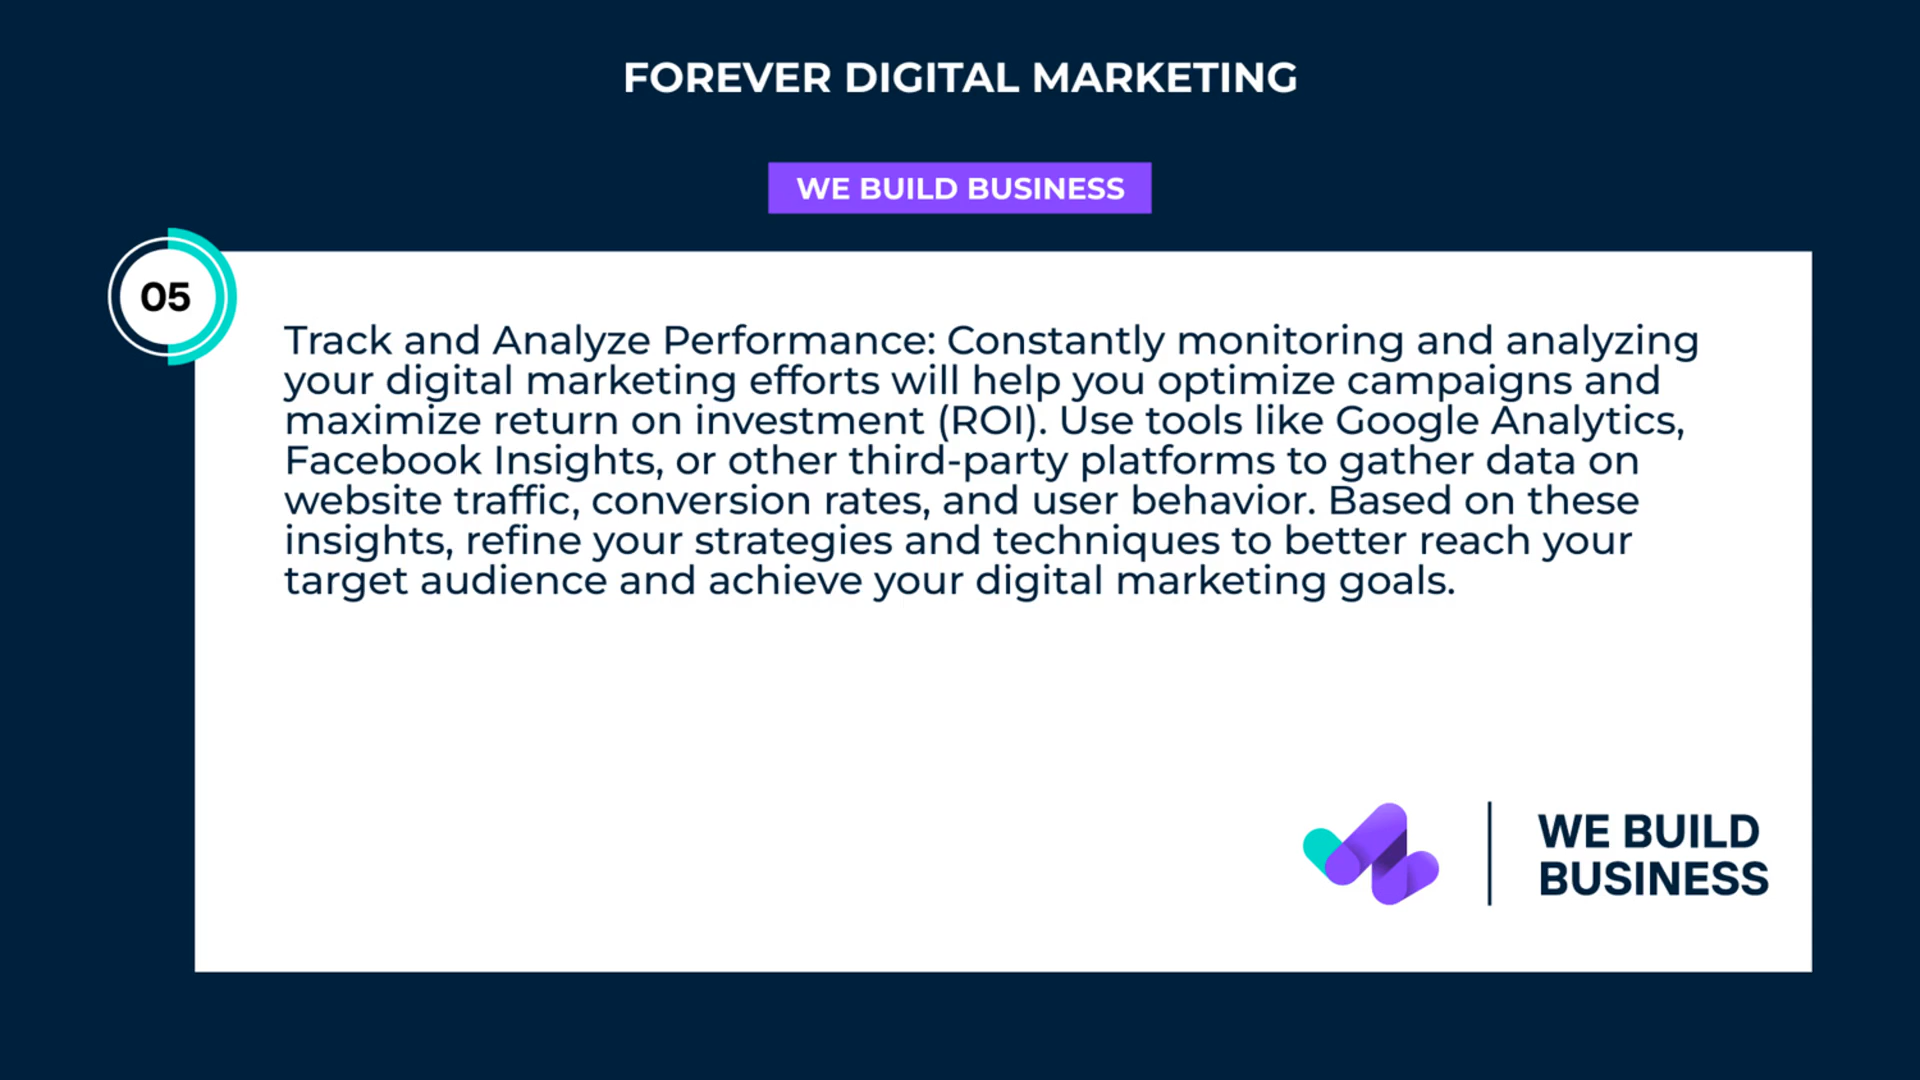 FOREVER DIGITAL MARKETING
WE BUILD BUSINESS
05
Track and Analyze Performance: Constantly monitoring and analyzing
your digital marketing efforts will help you optimize campaigns and
maximize return on investment (ROI). Use tools like Google Analytics,
Facebook Insights, or other third-party platforms to gather data on
website traffic, conversion rates, and user behavior. Based on these
insights, refine your strategies and techniques to better reach your
target audience and achieve your digital marketing goals.
WE BUILD
BUSINESS